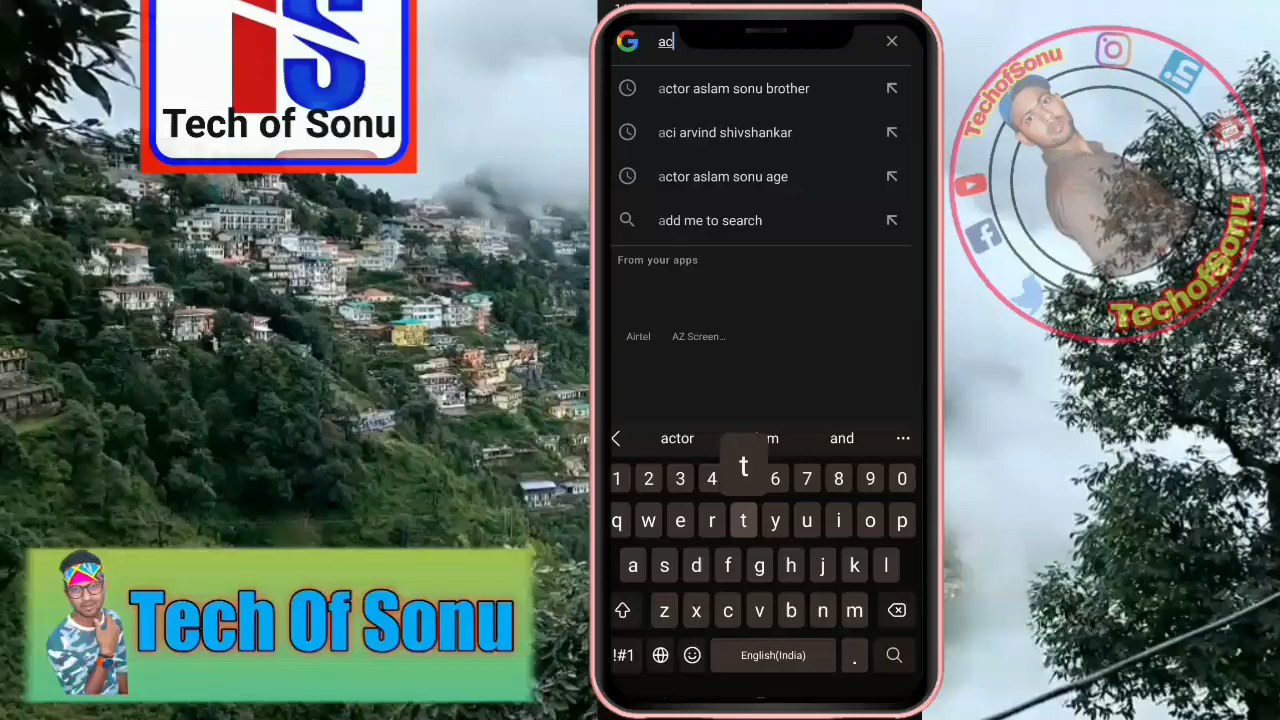 TS
Tech of Sonu
Tech Of Sonu
ac
actor aslam sonu brother
aci arvind shivshankar
actor aslam sonu age
add me to search
From your apps
Airtel
AZ Screen...
actor
and
t
1 2 3 4 6 7 8 9 0
q w e r t y u i o p
a s d f g h j k l
z x c v b n m
!#1
English(India)
.
TechofSonu
TechofSonu